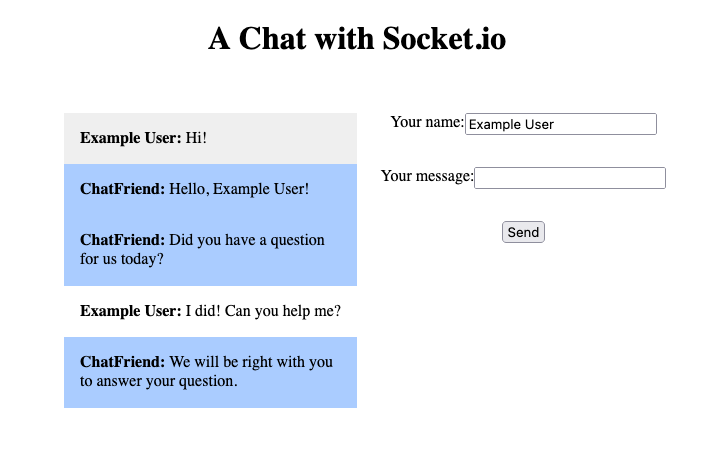 A Chat with Socket.io
Example User: Hi!
ChatFriend: Hello, Example User!
ChatFriend: Did you have a question
for us today?
Example User: I did! Can you help me?
ChatFriend: We will be right with you
to answer your question.
Your name: Example User
Your message:
Send